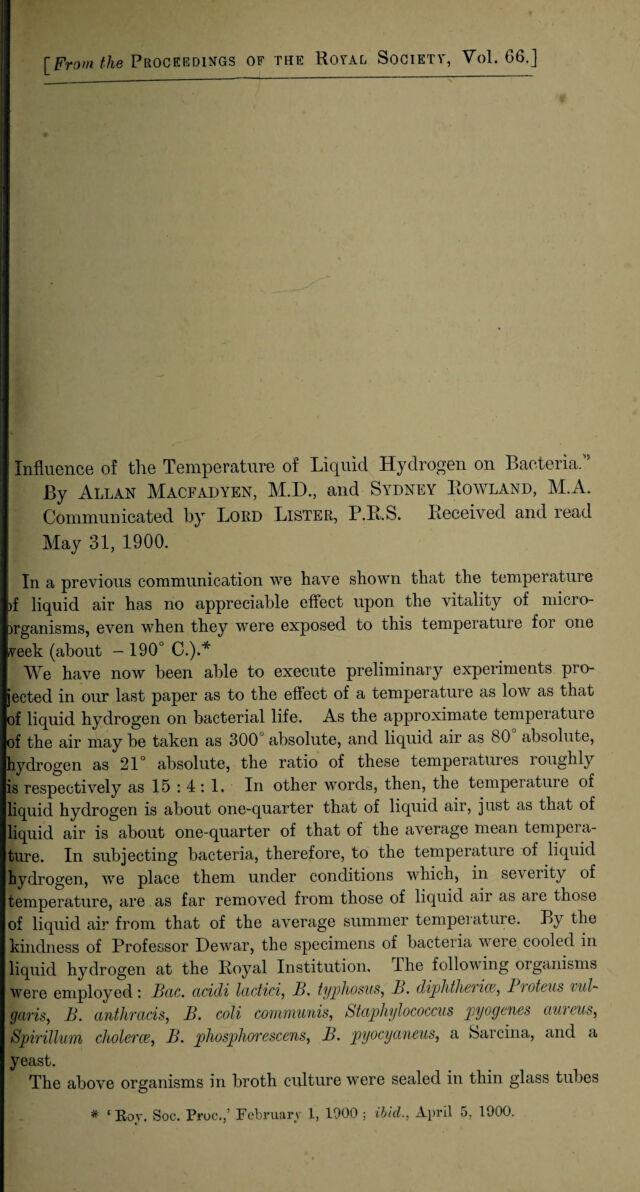 [From the PROCEEDINGS OF THE ROYAL SOCIETY, Vol. 66.]
Influence of the Temperature of Liquid Hydrogen on Bacteria."
By ALLAN MACFADYEN, M.D., and SYDNEY ROWLAND, M.A.
Communicated by LORD LISTER, P.R.S. Received and read
May 31, 1900.
In a previous communication we have shown that the temperature
of liquid air has no appreciable effect upon the vitality of micro-
organisms, even when they were exposed to this temperature for one
week (about - 190° C.).*
We have now been able to execute preliminary experiments pro-
jected in our last paper as to the effect of a temperature as low as that
of liquid hydrogen on bacterial life. As the approximate temperature
of the air may be taken as 300° absolute, and liquid air as 80° absolute,
hydrogen as 21° absolute, the ratio of these temperatures roughly
is respectively as 15 : 4 : 1. In other words, then, the temperature of
liquid hydrogen is about one-quarter that of liquid air, just as that of
liquid air is about one-quarter of that of the average mean tempera-
ture. In subjecting bacteria, therefore, to the temperature of liquid
hydrogen, we place them under conditions which, in severity of
temperature, are as far removed from those of liquid air as are those
of liquid air from that of the average summer temperature. By the
kindness of Professor Dewar, the specimens of bacteria were cooled in
liquid hydrogen at the Royal Institution. The following organisms
were employed: Bac. acidi lactici, B. typhosus, B. diphtheriæ, Proteus vul-
garis, B. anthracis, B. coli communis, Staphylococcus pyogenes aureus,
Spirillum choleræ, B. phosphorescens, B. pyocyaneus, a Sarcina, and a
yeast.
The above organisms in broth culture were sealed in thin glass tubes
* 'Roy. Soc. Proc.,' February 1, 1900 ; ibid., April 5, 1900.